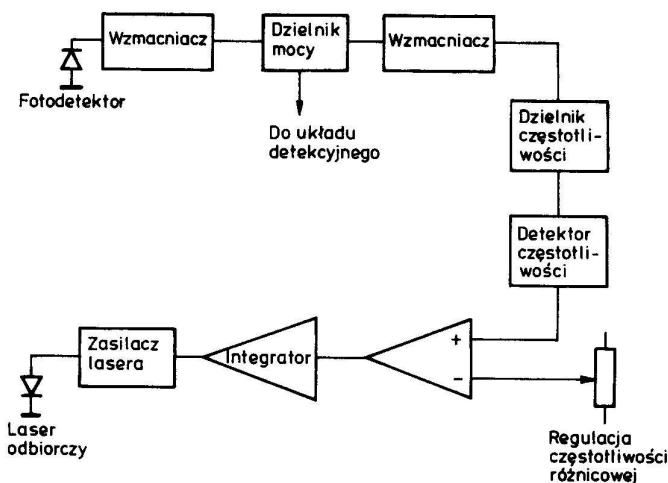 Wzmacniacz
Dzielnik
mocy
Wzmacniacz
Fotodetektor
Do układu
detekcyjnego
Dzielnik
częstotli-
wości
Detektor
częstotli-
wości
Zasilacz
lasera
Integrator
+
−
Laser
odbiorczy
Regulacja
częstotliwości
różnicowej